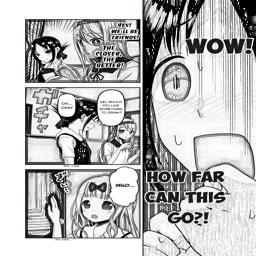 YES!
WE'LL BE
FRIENDS!
THE
CLOSER,
THE
BETTER!
WOW!
OH...
OKAY
HEY, WOULD
YOU LIKE
SOMETHING
TO DRINK?
HELLO...
HOW FAR
CAN THIS
GO?!